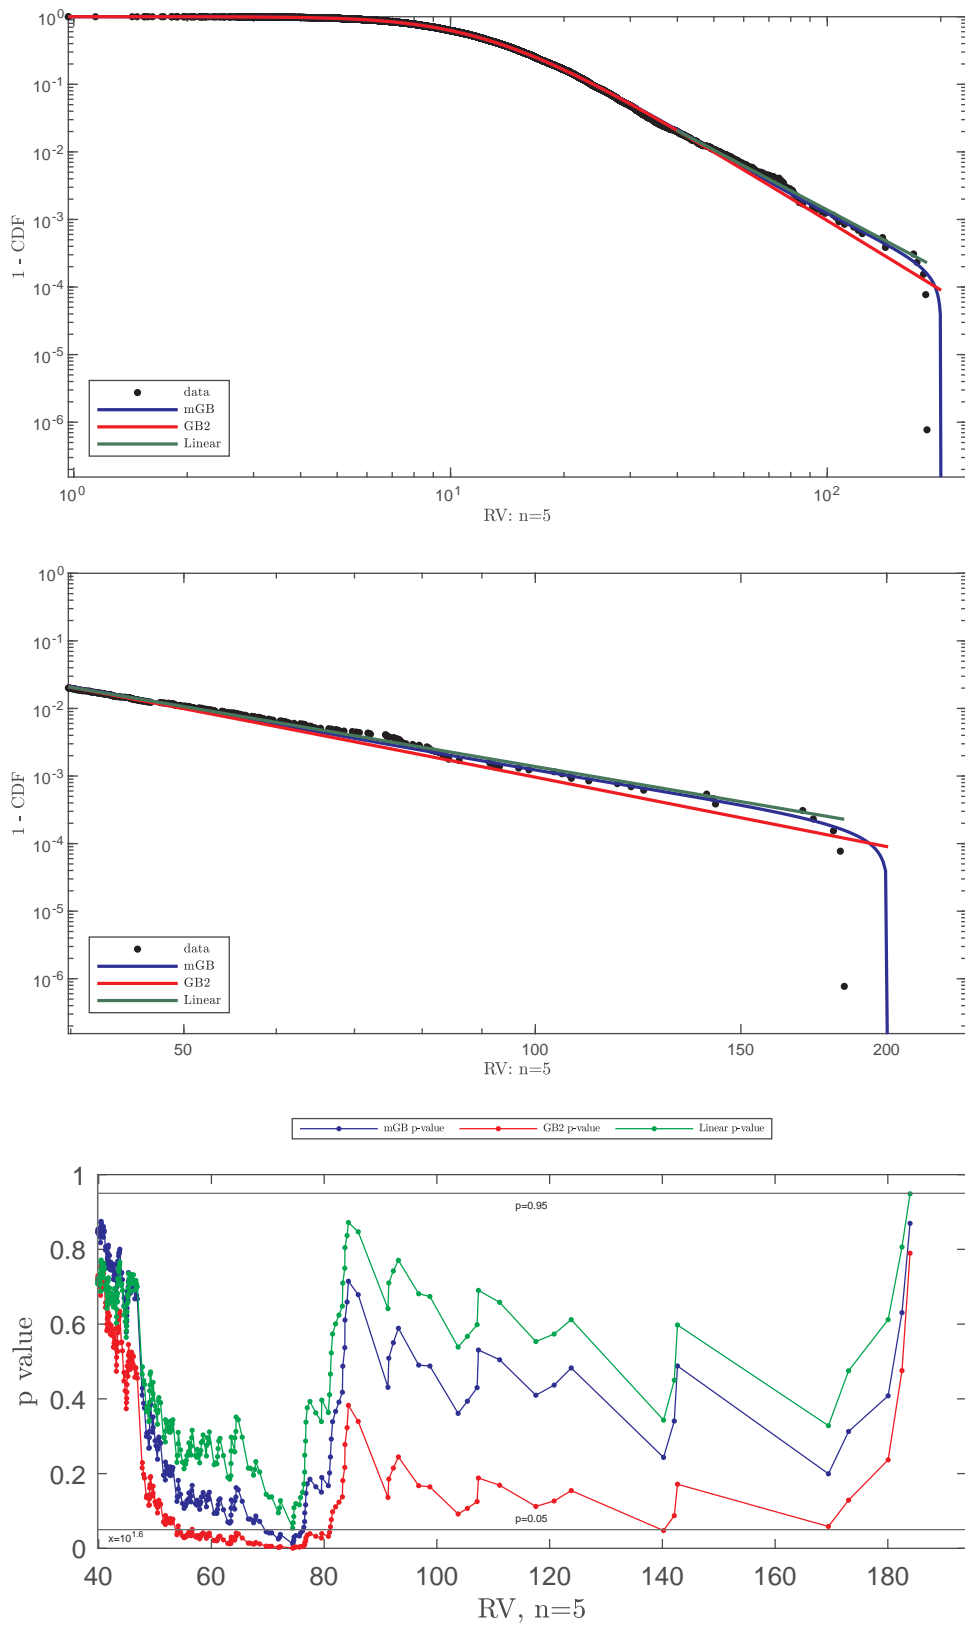 10^0
10^-1
10^-2
10^-3
10^-4
10^-5
10^-6
1 - CDF
data
mGB
GB2
Linear
10^0 10^1 10^2
RV: n=5
10^0
10^-1
10^-2
10^-3
10^-4
10^-5
10^-6
1 - CDF
data
mGB
GB2
Linear
50 100 150 200
RV: n=5
mGB p-value GB2 p-value Linear p-value
1
0.8
0.6
0.4
0.2
0
p value
p=0.95
p=0.05
x=10^1.6
40 60 80 100 120 140 160 180
RV, n=5